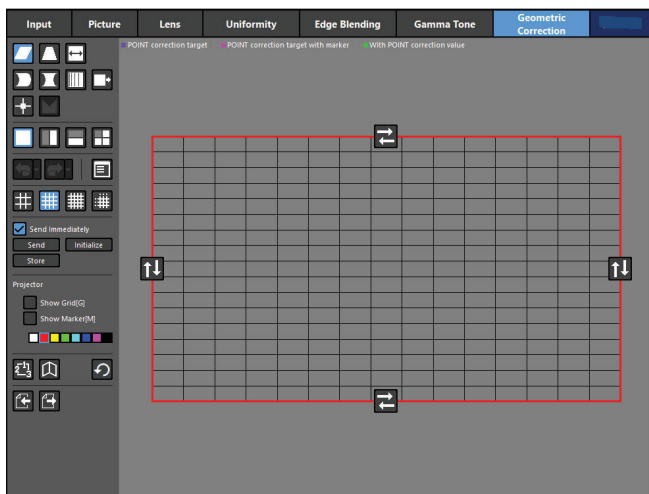 Input Picture Lens Uniformity Edge Blending Gamma Tone Geometric
Correction
POINT correction target POINT correction target with marker With POINT correction value
Send Immediately
Send Initialize
Store
Projector
Show Grid[G]
Show Marker[M]